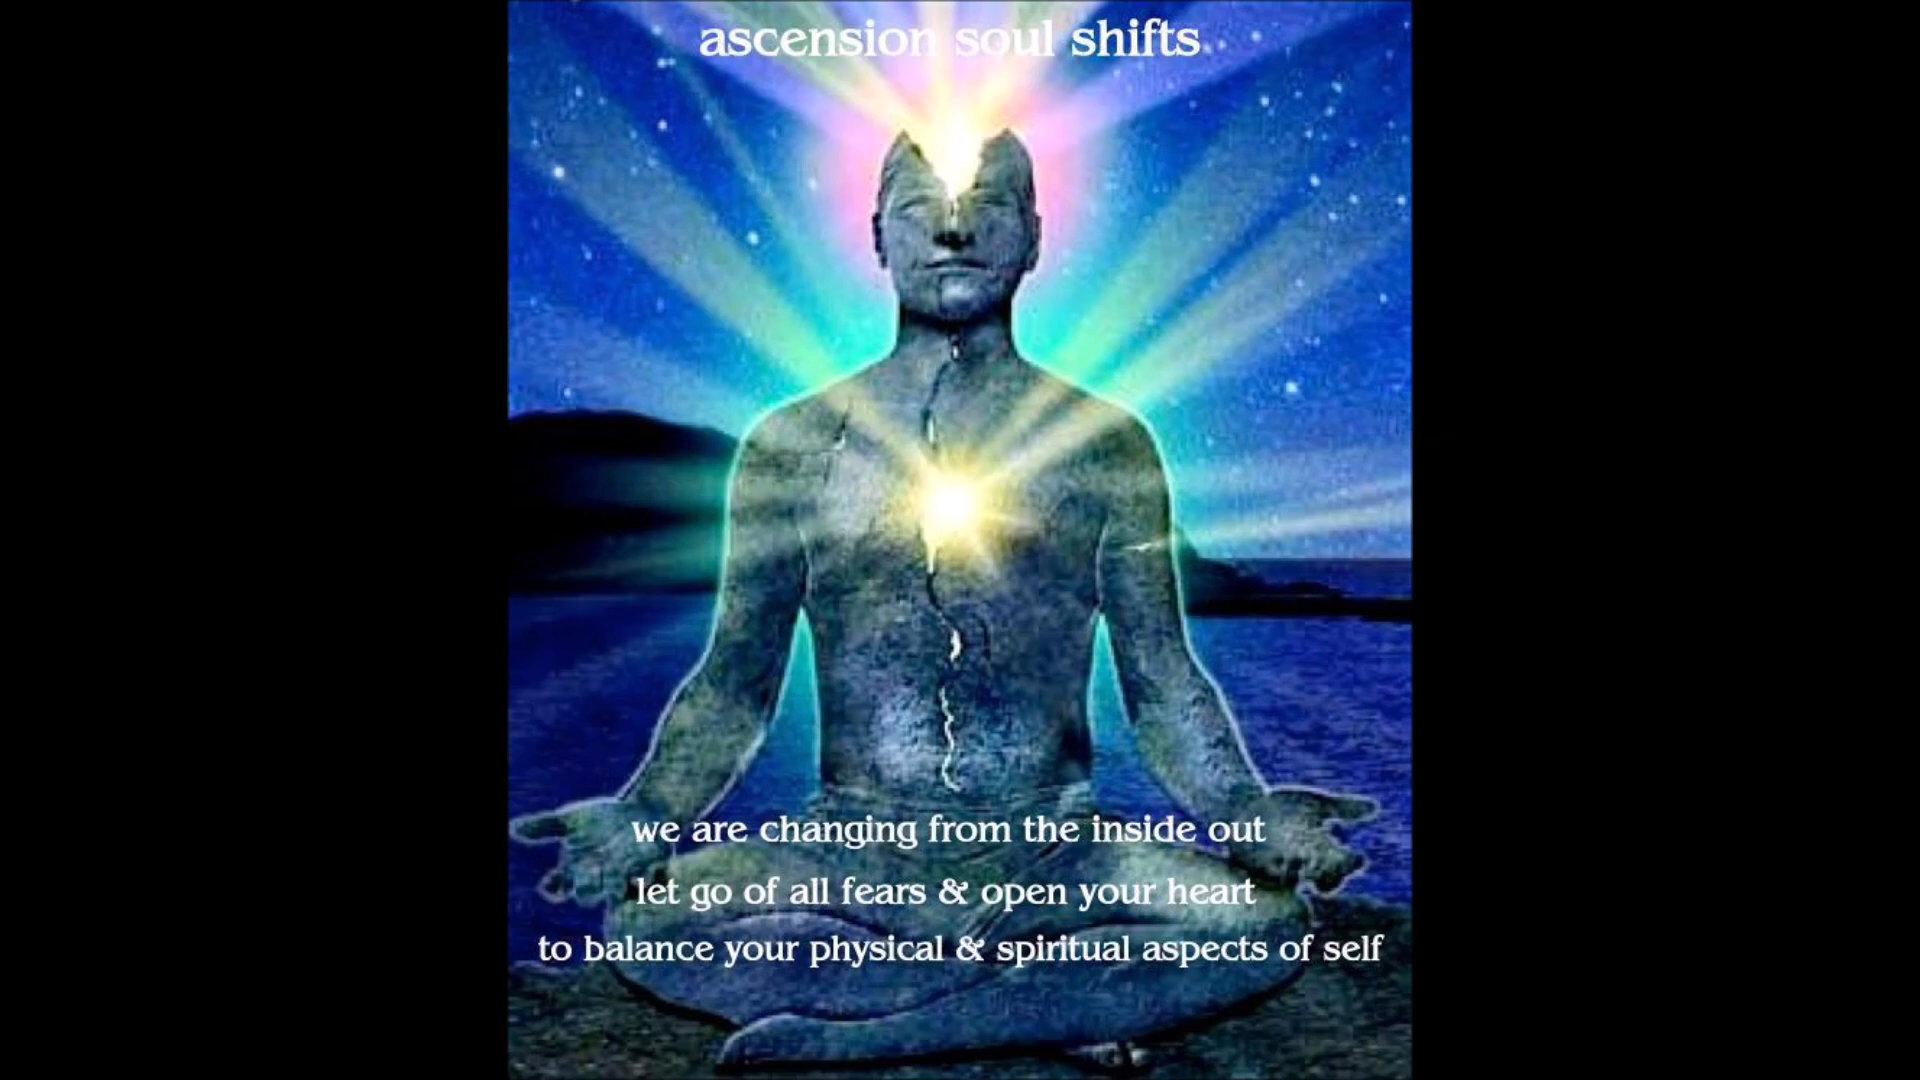 ascension soul shifts
we are changing from the inside out
let go of all fears & open your heart
to balance your physical & spiritual aspects of self